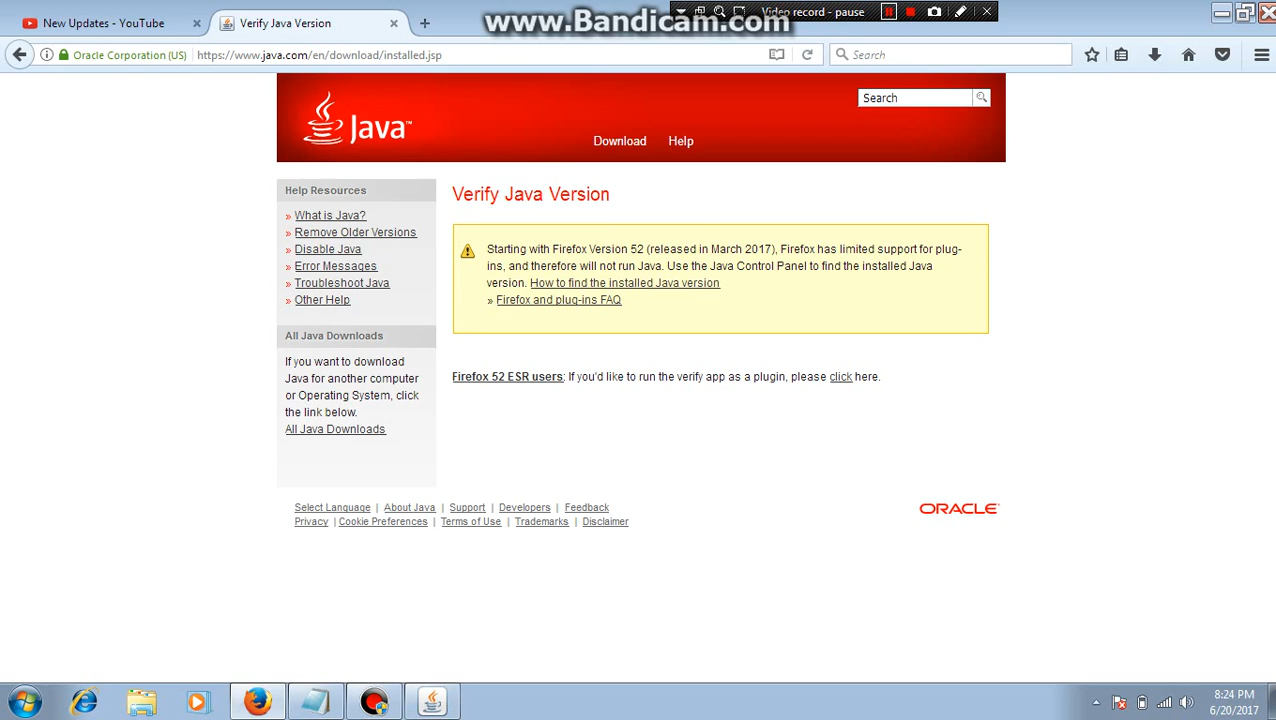 www.Bandicam.com
Video record - pause
New Updates - YouTube
Verify Java Version
Oracle Corporation (US)
https://www.java.com/en/download/installed.jsp
Search
Java™
Search
Download
Help
Help Resources
» What is Java?
» Remove Older Versions
» Disable Java
» Error Messages
» Troubleshoot Java
» Other Help
All Java Downloads
If you want to download
Java for another computer
or Operating System, click
the link below.
All Java Downloads
Verify Java Version
Starting with Firefox Version 52 (released in March 2017), Firefox has limited support for plug-
ins, and therefore will not run Java. Use the Java Control Panel to find the installed Java
version. How to find the installed Java version
» Firefox and plug-ins FAQ
Firefox 52 ESR users: If you'd like to run the verify app as a plugin, please click here.
Select Language | About Java | Support | Developers | Feedback
Privacy | Cookie Preferences | Terms of Use | Trademarks | Disclaimer
ORACLE
8:24 PM
6/20/2017